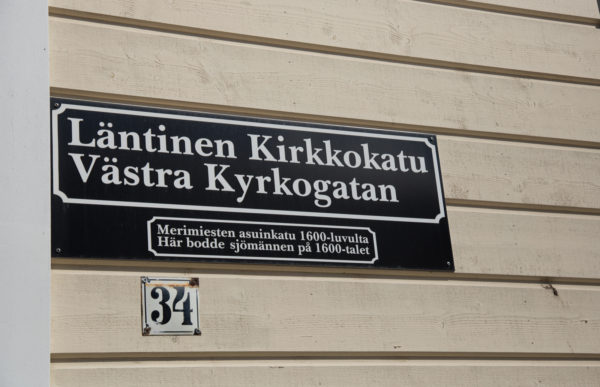 Läntinen Kirkkokatu
Västra Kyrkogatan
Merimiesten asuinkatu 1600-luvulta
Här bodde sjömännen på 1600-talet
34